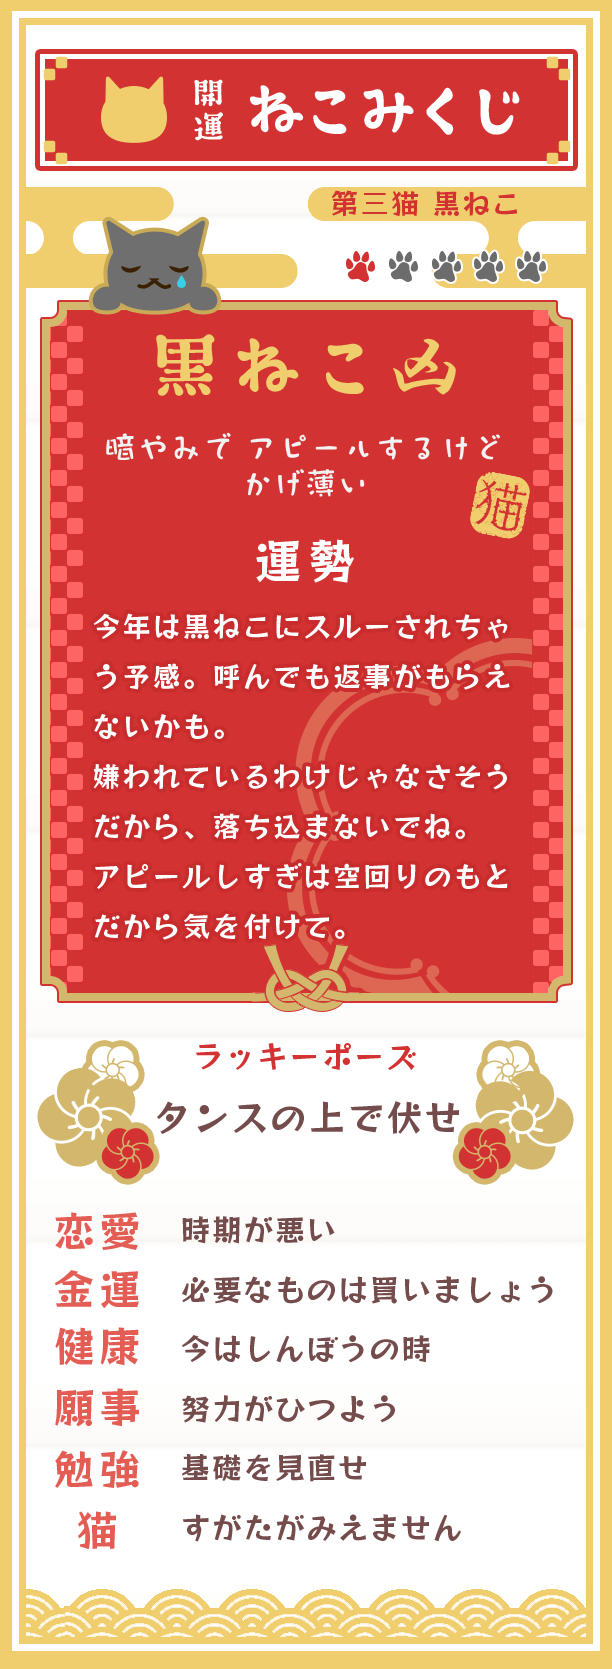 開運 ねこみくじ
第三猫 黒ねこ
黒ねこ 凶
暗やみで アピールするけど
かげ薄い
猫
運勢
今年は黒ねこにスルーされちゃ
う予感。呼んでも返事がもらえ
ないかも。
嫌われているわけじゃなさそう
だから、落ち込まないでね。
アピールしすぎは空回りのもと
だから気を付けて。
ラッキーポーズ
タンスの上で伏せ
恋愛 時期が悪い
金運 必要なものは買いましょう
健康 今はしんぼうの時
願事 努力がひつよう
勉強 基礎を見直せ
猫 すがたがみえません